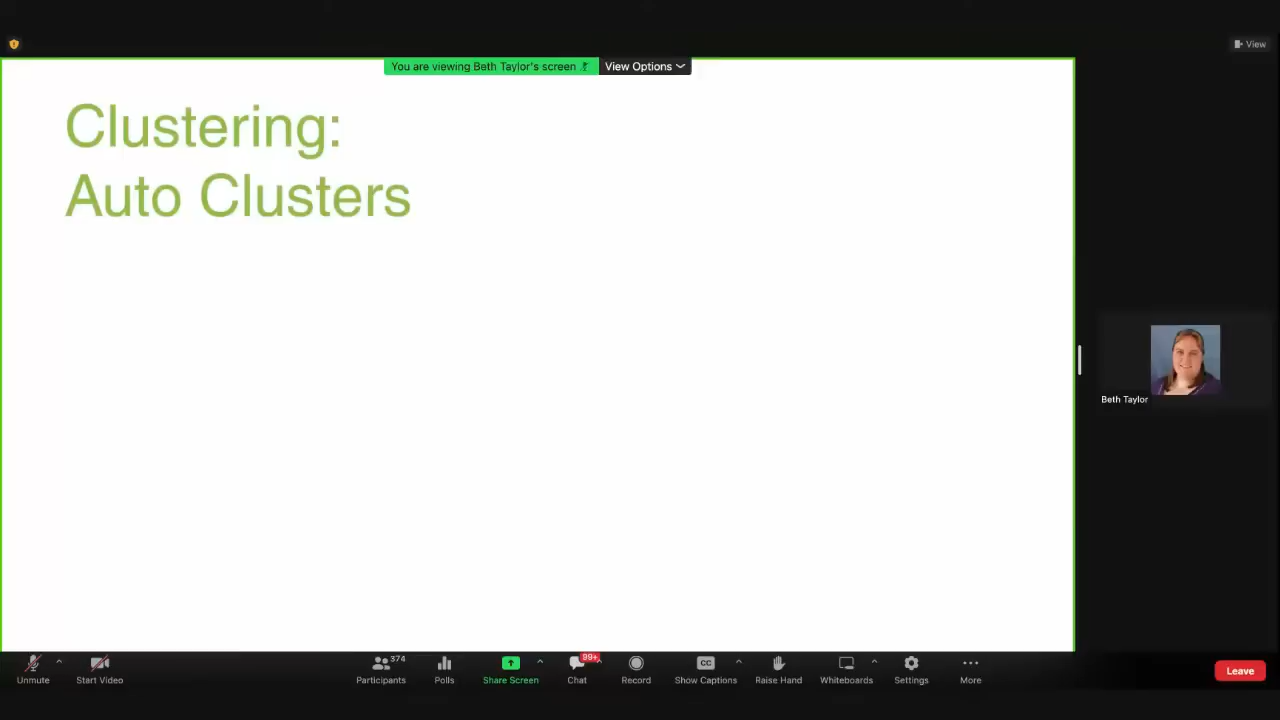 View
You are viewing Beth Taylor's screen
View Options
Clustering:
Auto Clusters
Beth Taylor
Unmute
Start Video
Participants
374
Polls
Share Screen
Chat
99+
Record
CC
Show Captions
Raise Hand
Whiteboards
Settings
More
Leave